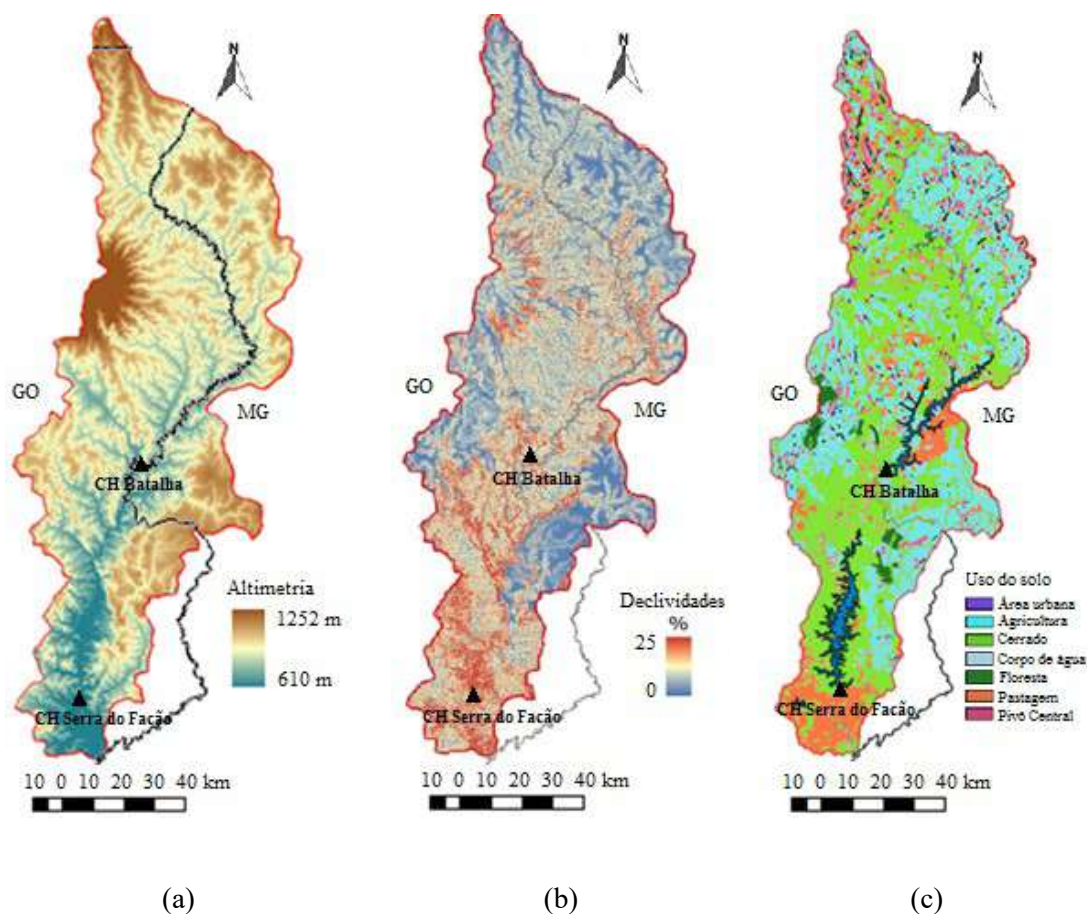 N
GO
MG
CH Batalha
Altimetria
1252 m
610 m
CH Serra do Facão
10 0 10 20 30 40 km
(a)
N
GO
MG
CH Batalha
Declividades
%
25
0
CH Serra do Facão
10 0 10 20 30 40 km
(b)
N
GO
MG
CH Batalha
Uso do solo
Área urbana
Agricultura
Cerrado
Corpo de água
Floresta
Pastagem
Pivô Central
CH Serra do Facão
10 0 10 20 30 40 km
(c)